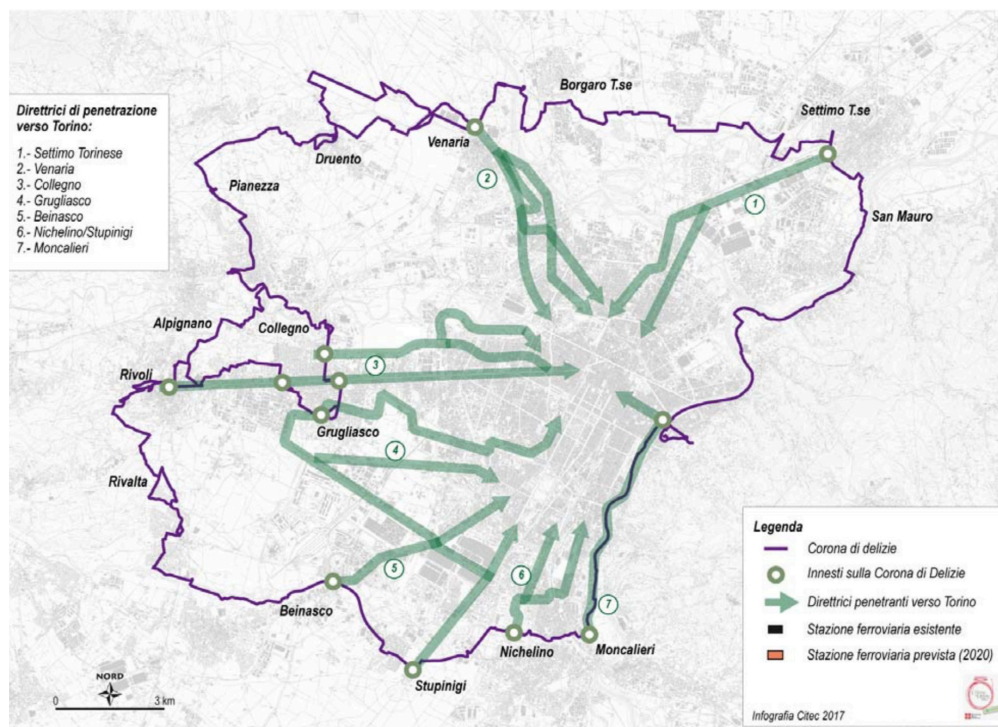 Direttrici di penetrazione
verso Torino:
1.- Settimo Torinese
2.- Venaria
3.- Collegno
4.- Grugliasco
5.- Beinasco
6.- Nichelino/Stupinigi
7.- Moncalieri
Borgaro T.se
Settimo T.se
Venaria
Druento
Pianezza
2
1
San Mauro
Alpignano
Collegno
Rivoli
3
Grugliasco
4
Rivalta
5
6
7
Beinasco
Nichelino
Moncalieri
Stupinigi
NORD
0 3 km
Legenda
Corona di delizie
Innesti sulla Corona di Delizie
Direttrici penetranti verso Torino
Stazione ferroviaria esistente
Stazione ferroviaria prevista (2020)
Infografia Citec 2017